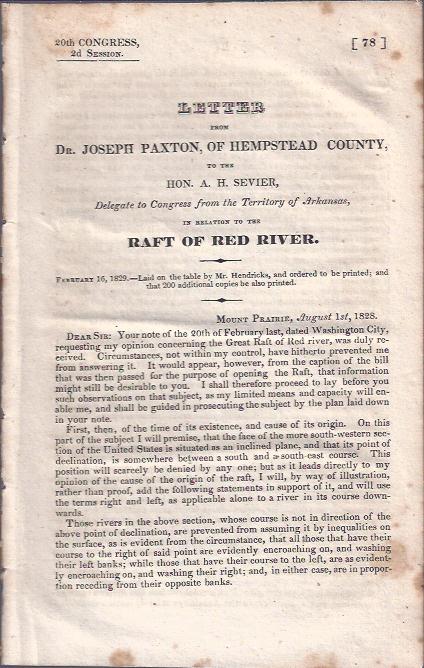 20th CONGRESS,
2d SESSION.
[ 78 ]
LETTER
FROM
DR. JOSEPH PAXTON, OF HEMPSTEAD COUNTY,
TO THE
HON. A. H. SEVIER,
Delegate to Congress from the Territory of Arkansas,
IN RELATION TO THE
RAFT OF RED RIVER.
FEBRUARY 16, 1829.—Laid on the table by Mr. Hendricks, and ordered to be printed; and
that 200 additional copies be also printed.
MOUNT PRAIRIE, August 1st, 1828.
DEAR SIR: Your note of the 20th of February last, dated Washington City,
requesting my opinion concerning the Great Raft of Red river, was duly re-
ceived. Circumstances, not within my control, have hitherto prevented me
from answering it. It would appear, however, from the caption of the bill
that was then passed for the purpose of opening the Raft, that information
might still be desirable to you. I shall therefore proceed to lay before you
such observations on that subject, as my limited means and capacity will en-
able me, and shall be guided in prosecuting the subject by the plan laid down
in your note.
First, then, of the time of its existence, and cause of its origin. On this
part of the subject I will premise, that the face of the more south-western sec-
tion of the United States is situated as an inclined plane, and that its point of
declination, is somewhere between a south and a south-east course. This
position will scarcely be denied by any one; but as it leads directly to my
opinion of the cause of the origin of the raft, I will, by way of illustration,
rather than proof, add the following statements in support of it, and will use
the terms right and left, as applicable alone to a river in its course down-
wards.
Those rivers in the above section, whose course is not in direction of the
above point of declination, are prevented from assuming it by inequalities on
the surface, as is evident from the circumstance, that all those that have their
course to the right of said point are evidently encroaching on, and washing
their left banks; while those that have their course to the left, are as evident-
ly encroaching on, and washing their right; and, in either case, are in propor-
tion receding from their opposite banks.